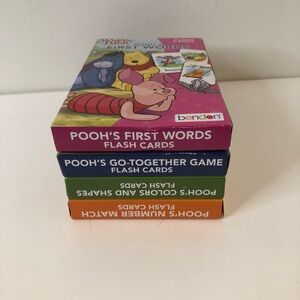 FIRST WORDS
bendon
POOH'S FIRST WORDS
FLASH CARDS
POOH'S GO-TOGETHER GAME
FLASH CARDS
POOH'S COLORS AND SHAPES
FLASH CARDS
POOH'S NUMBER MATCH
FLASH CARDS